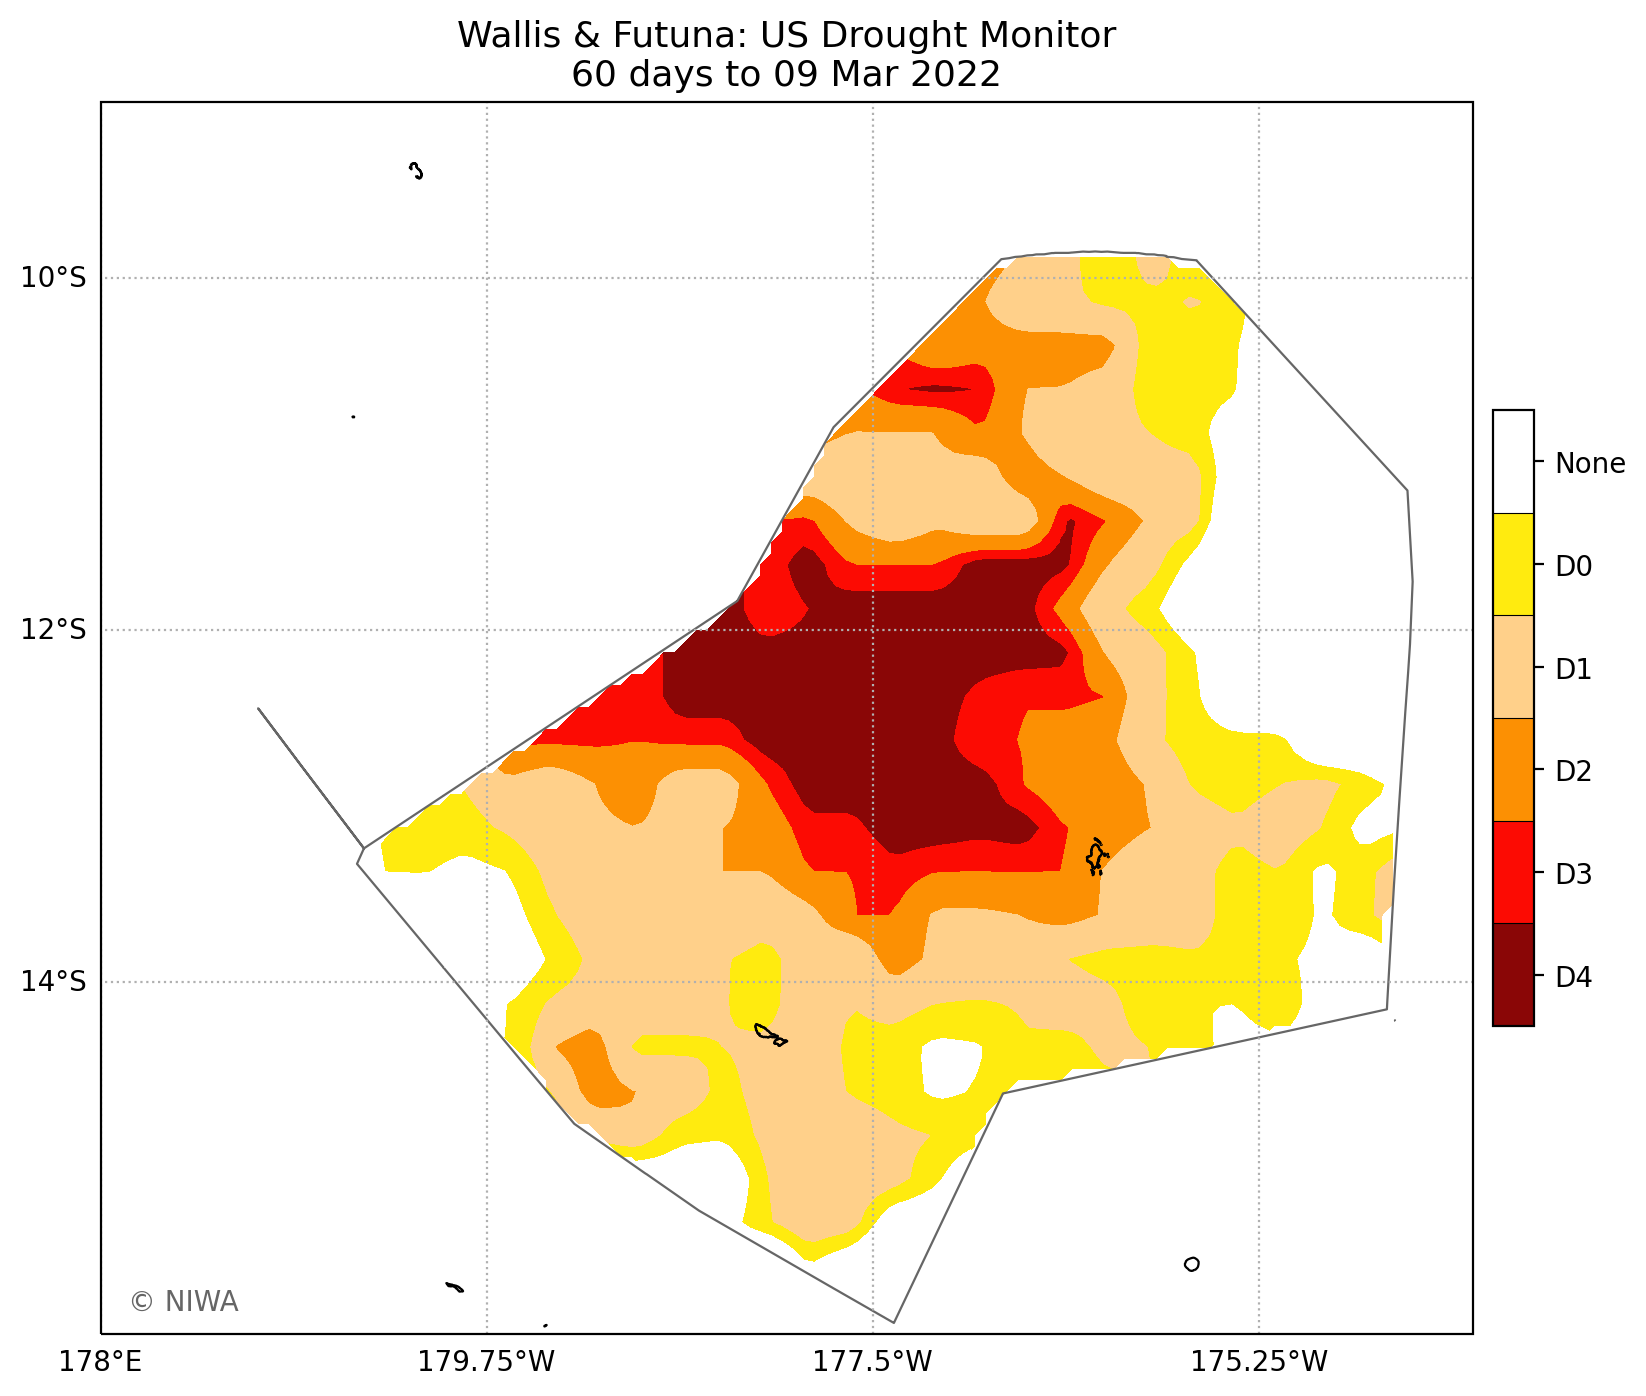 Wallis & Futuna: US Drought Monitor
60 days to 09 Mar 2022
10°S
12°S
14°S
178°E
179.75°W
177.5°W
175.25°W
None
D0
D1
D2
D3
D4
© NIWA